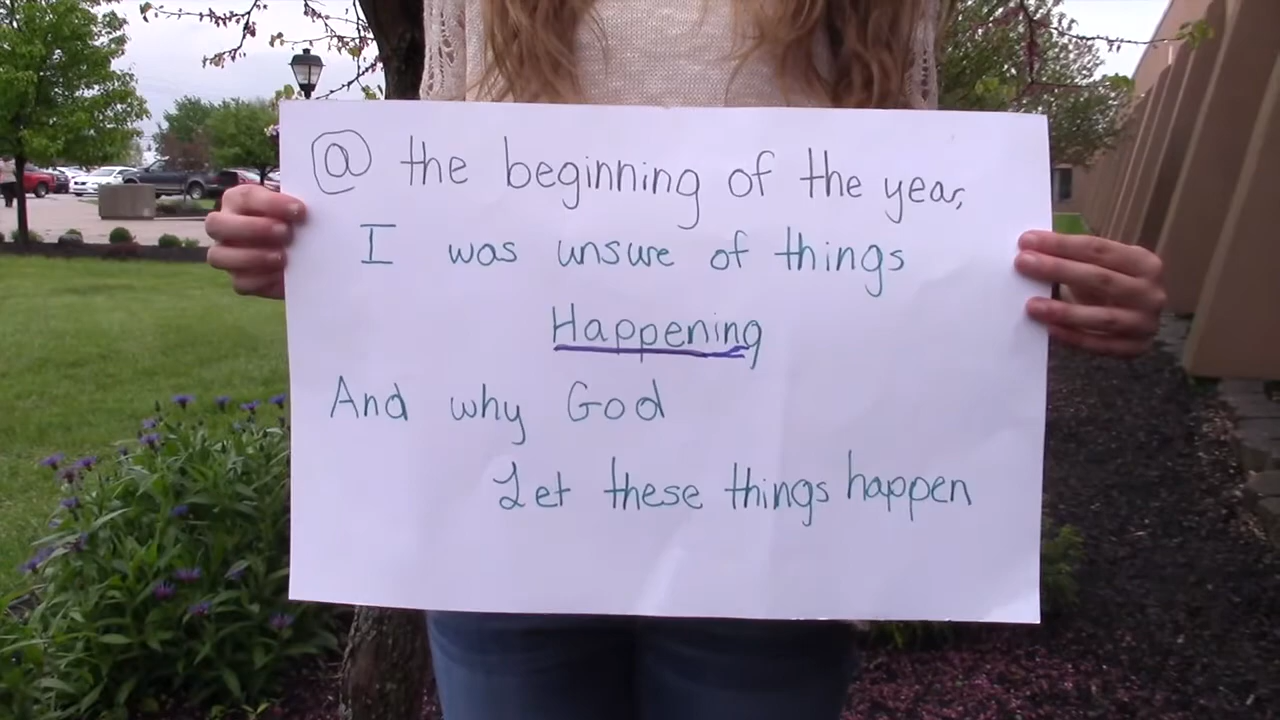 @ the beginning of the year,
I was unsure of things
Happening
And why God
Let these things happen